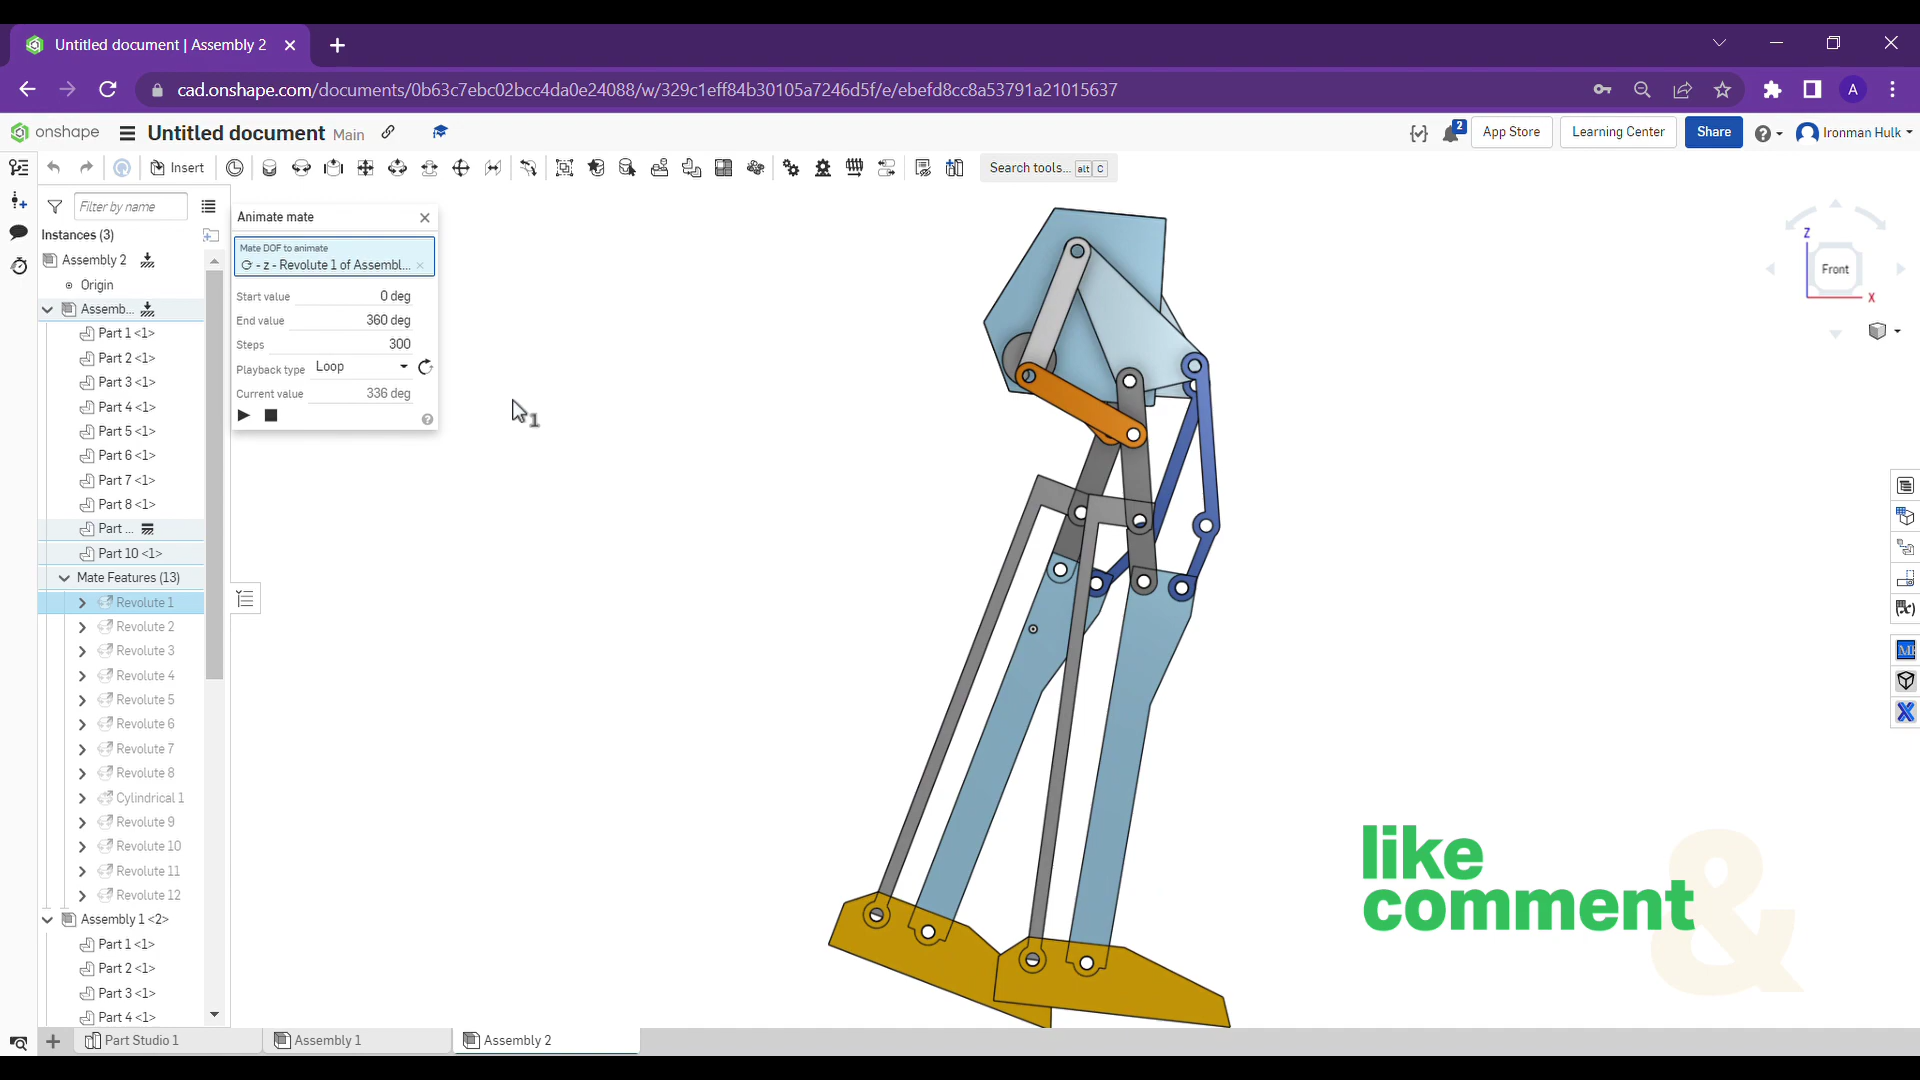 Untitled document | Assembly 2
cad.onshape.com/documents/0b63c7ebc02bcc4da0e24088/w/329c1eff84b30105a7246d5f/e/ebefd8cc8a53791a21015637
A
onshape
Untitled document Main
2
App Store
Learning Center
Share
Ironman Hulk
Insert
Search tools... alt C
Filter by name
Instances (3)
Assembly 2
Origin
Assemb...
Part 1 <1>
Part 2 <1>
Part 3 <1>
Part 4 <1>
Part 5 <1>
Part 6 <1>
Part 7 <1>
Part 8 <1>
Part ...
Part 10 <1>
Mate Features (13)
Revolute 1
Revolute 2
Revolute 3
Revolute 4
Revolute 5
Revolute 6
Revolute 7
Revolute 8
Cylindrical 1
Revolute 9
Revolute 10
Revolute 11
Revolute 12
Assembly 1 <2>
Part 1 <1>
Part 2 <1>
Part 3 <1>
Part 4 <1>
Animate mate
Mate DOF to animate
- z - Revolute 1 of Assembl...
Start value 0 deg
End value 360 deg
Steps 300
Playback type Loop
Current value 336 deg
1
Z
Front
X
like
comment &
Part Studio 1
Assembly 1
Assembly 2